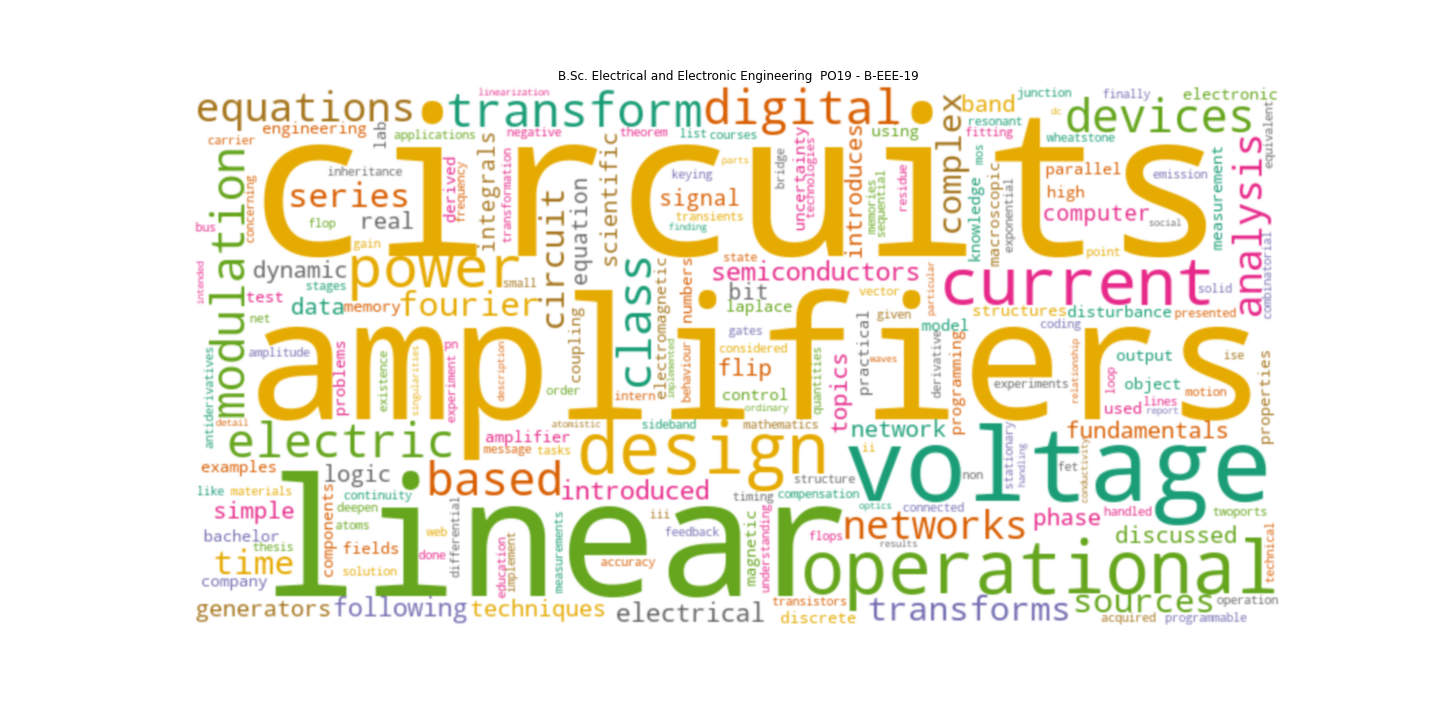 B.Sc. Electrical and Electronic Engineering  PO19 - B-EEE-19
linearization
junction
finally
electronic
equations
transform
digital
band
devices
dc
resonant
carrier
engineering
lab
applications
negative
theorem
list
courses
using
fitting
wheatstone
equivalent
circuits
modulation
concerning
inheritance
series
flop
real
gain
derived
frequency
integrals
transformation
scientific
equation
circuit
keying
signal
transients
finding
parts
bridge
uncertainty
technologies
introduces
memories
sequential
residue
complex
mos
knowledge
macroscopic
exponential
parallel
high
computer
emission
social
point
measurement
analysis
combinatorial
bus
intended
dynamic
stages
power
small
test
data
memory
fourier
net
class
electromagnetic
numbers
state
semiconductors
bit
laplace
vector
particular
current
solid
structures
disturbance
presented
given
model
coding
gates
amplifiers
antiderivatives
amplitude
problems
existence
singularities
pn
experiment
description
coupling
order
implemented
behaviour
intern
considered
flip
control
ordinary
quantities
topics
practical
waves
derivative
programming
experiments
relationship
loop
output
object
used
lines
report
motion
ise
properties
detail
electric
amplifier
message
tasks
atomistic
sideband
mathematics
design
network
ii
fundamentals
voltage
stationary
handling
non
fet
conductivity
examples
logic
based
introduced
structure
timing
compensation
optics
connected
like
materials
continuity
simple
deepen
components
linear
iii
feedback
magnetic
understanding
flops
networks
results
phase
handled
twoports
discussed
technical
bachelor
thesis
atoms
fields
web
done
differential
education
implement
measurements
accuracy
time
company
solution
operational
generators
following
techniques
electrical
transistors
discrete
transforms
sources
operation
acquired
programmable